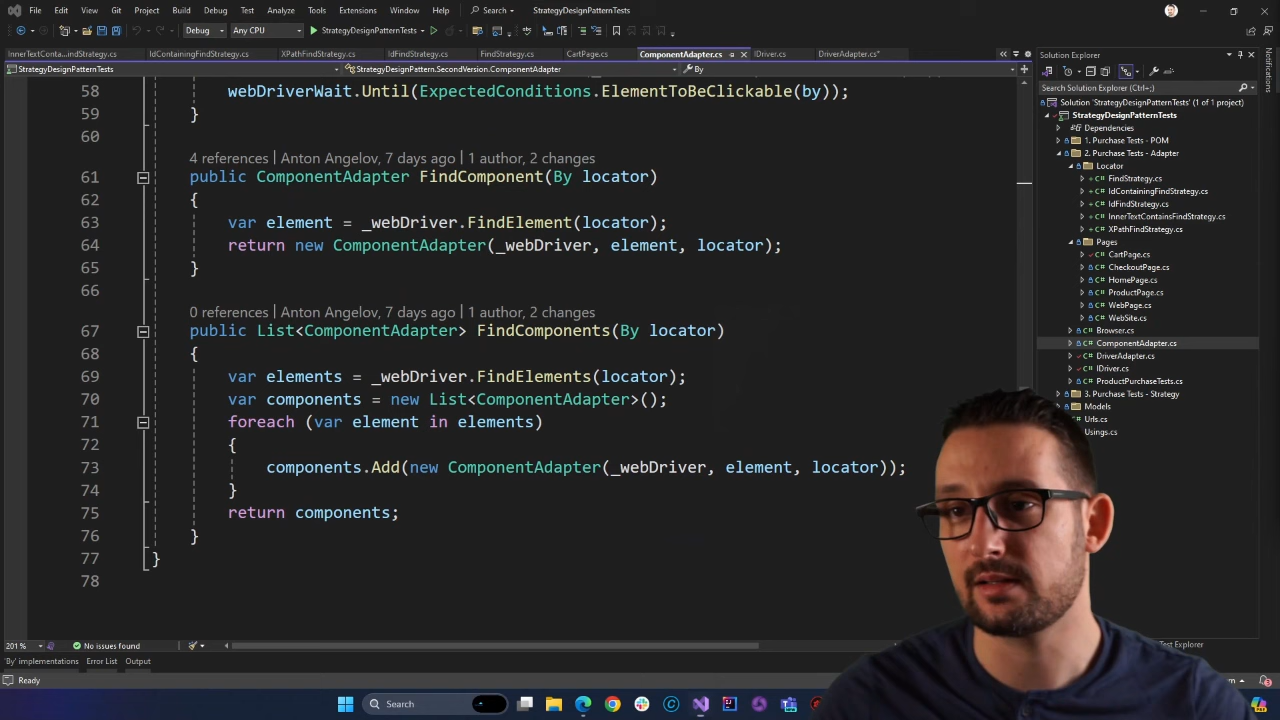 File Edit View Git Project Build Debug Test Analyze Tools Extensions Window Help Search StrategyDesignPatternTests
Debug Any CPU StrategyDesignPatternTests
InnerTextConta...indStrategy.cs IdContainingFindStrategy.cs XPathFindStrategy.cs IdFindStrategy.cs FindStrategy.cs CartPage.cs ComponentAdapter.cs IDriver.cs DriverAdapter.cs*
StrategyDesignPatternTests StrategyDesignPattern.SecondVersion.ComponentAdapter By
58 webDriverWait.Until(ExpectedConditions.ElementToBeClickable(by));
59 }
60
4 references | Anton Angelov, 7 days ago | 1 author, 2 changes
61 public ComponentAdapter FindComponent(By locator)
62 {
63 var element = _webDriver.FindElement(locator);
64 return new ComponentAdapter(_webDriver, element, locator);
65 }
66
0 references | Anton Angelov, 7 days ago | 1 author, 2 changes
67 public List<ComponentAdapter> FindComponents(By locator)
68 {
69 var elements = _webDriver.FindElements(locator);
70 var components = new List<ComponentAdapter>();
71 foreach (var element in elements)
72 {
73 components.Add(new ComponentAdapter(_webDriver, element, locator));
74 }
75 return components;
76 }
77 }
78
201 % No issues found
'By' implementations Error List Output
Ready
Solution Explorer
Search Solution Explorer (Ctrl+;)
Solution 'StrategyDesignPatternTests' (1 of 1 project)
StrategyDesignPatternTests
Dependencies
1. Purchase Tests - POM
2. Purchase Tests - Adapter
Locator
C# FindStrategy.cs
C# IdContainingFindStrategy.cs
C# IdFindStrategy.cs
C# InnerTextContainsFindStrategy.cs
C# XPathFindStrategy.cs
Pages
C# CartPage.cs
C# CheckoutPage.cs
C# HomePage.cs
C# ProductPage.cs
C# WebPage.cs
C# WebSite.cs
C# Browser.cs
C# ComponentAdapter.cs
C# DriverAdapter.cs
C# IDriver.cs
C# ProductPurchaseTests.cs
3. Purchase Tests - Strategy
Models
Urls.cs
Usings.cs
Notifications
Test Explorer
Search